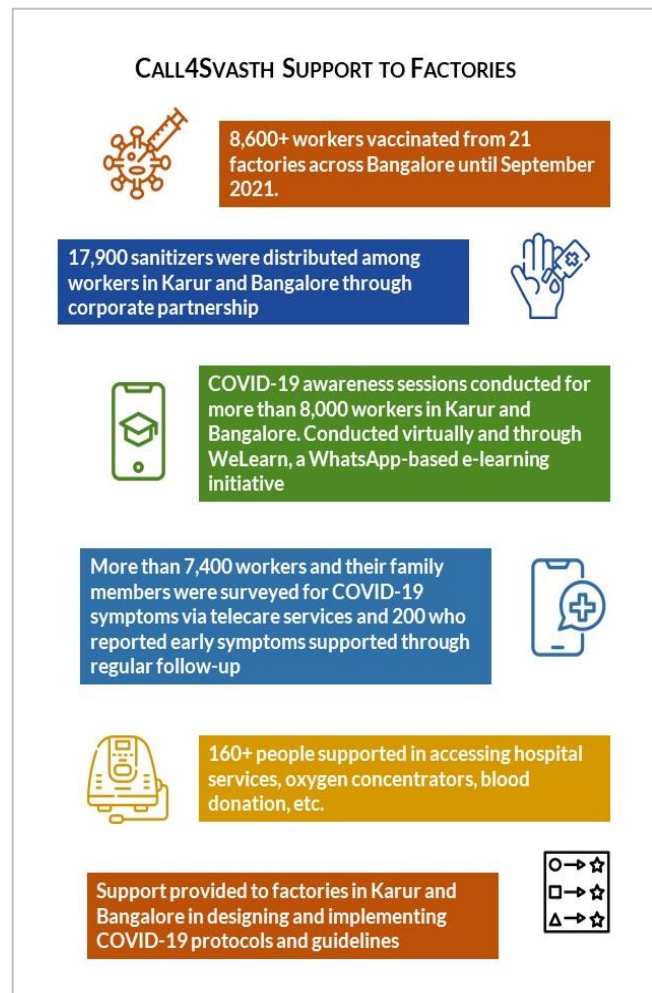 CALL4SVASTH SUPPORT TO FACTORIES
8,600+ workers vaccinated from 21
factories across Bangalore until September
2021.
17,900 sanitizers were distributed among
workers in Karur and Bangalore through
corporate partnership
COVID-19 awareness sessions conducted for
more than 8,000 workers in Karur and
Bangalore. Conducted virtually and through
WeLearn, a WhatsApp-based e-learning
initiative
More than 7,400 workers and their family
members were surveyed for COVID-19
symptoms via telecare services and 200 who
reported early symptoms supported through
regular follow-up
160+ people supported in accessing hospital
services, oxygen concentrators, blood
donation, etc.
Support provided to factories in Karur and
Bangalore in designing and implementing
COVID-19 protocols and guidelines